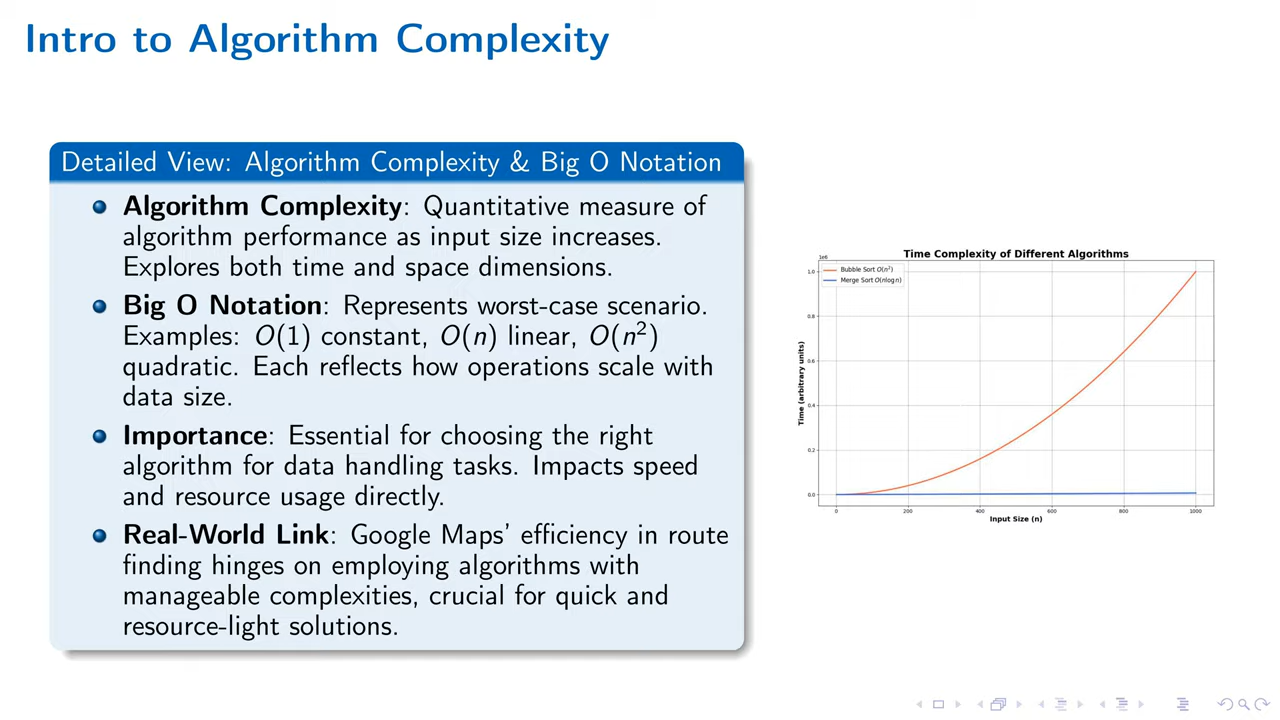 Intro to Algorithm Complexity
Detailed View: Algorithm Complexity & Big O Notation
Algorithm Complexity: Quantitative measure of
algorithm performance as input size increases.
Explores both time and space dimensions.
Big O Notation: Represents worst-case scenario.
Examples: O(1) constant, O(n) linear, O(n²)
quadratic. Each reflects how operations scale with
data size.
Importance: Essential for choosing the right
algorithm for data handling tasks. Impacts speed
and resource usage directly.
Real-World Link: Google Maps’ efficiency in route
finding hinges on employing algorithms with
manageable complexities, crucial for quick and
resource-light solutions.
Time Complexity of Different Algorithms
1e6
Bubble Sort O(n²)
Merge Sort O(nlogn)
Time (arbitrary units)
1.0
0.8
0.6
0.4
0.2
0.0
0 200 400 600 800 1000
Input Size (n)